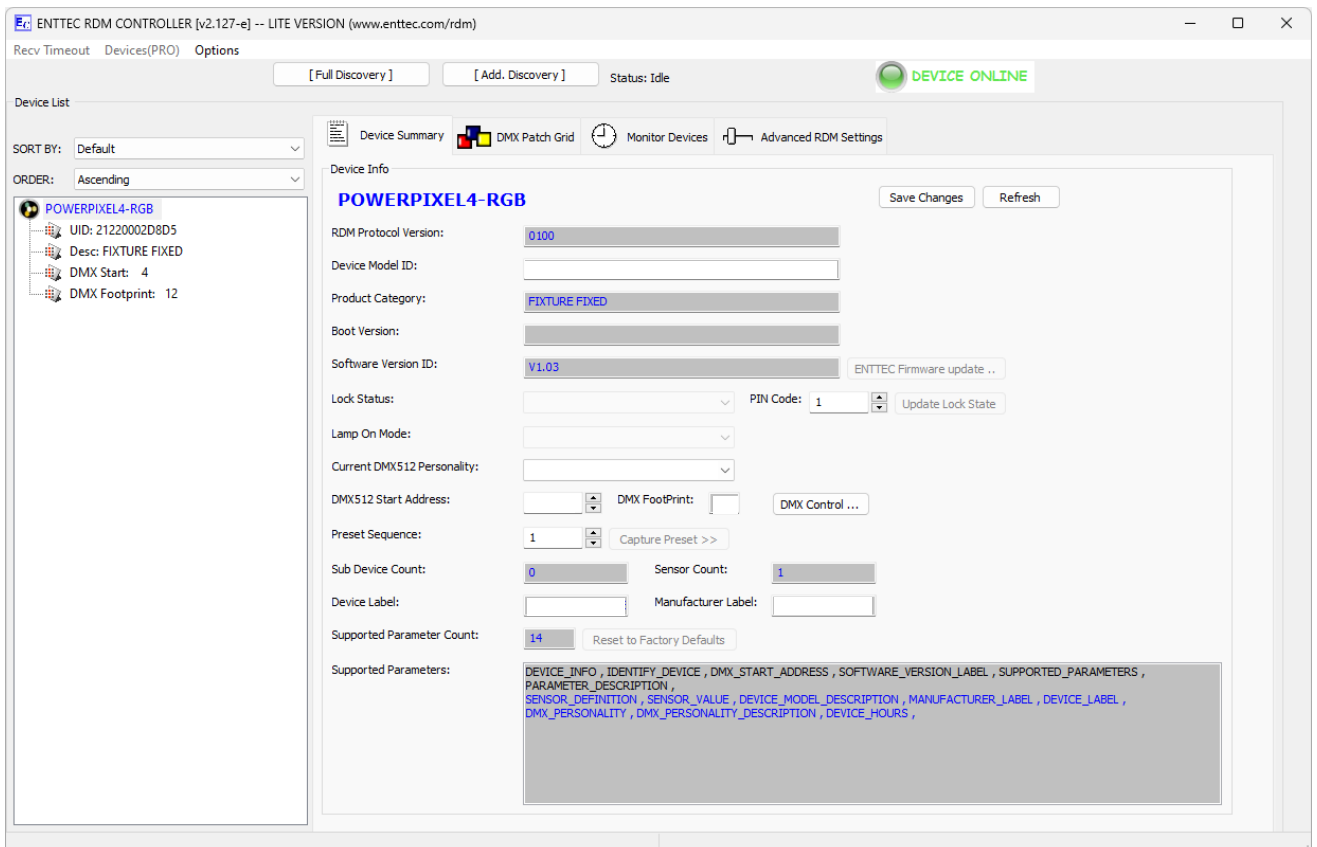 ENTTEC RDM CONTROLLER [v2.127-e] -- LITE VERSION (www.enttec.com/rdm)
Recv Timeout Devices(PRO) Options
[ Full Discovery ] [ Add. Discovery ] Status: Idle DEVICE ONLINE
Device List
Device Summary DMX Patch Grid Monitor Devices Advanced RDM Settings
SORT BY: Default
ORDER: Ascending
POWERPIXEL4-RGB
UID: 21220002D8D5
Desc: FIXTURE FIXED
DMX Start: 4
DMX Footprint: 12
Device Info
POWERPIXEL4-RGB Save Changes Refresh
RDM Protocol Version: 0100
Device Model ID:
Product Category: FIXTURE FIXED
Boot Version:
Software Version ID: V1.03 ENTTEC Firmware update ..
Lock Status: PIN Code: 1 Update Lock State
Lamp On Mode:
Current DMX512 Personality:
DMX512 Start Address: DMX FootPrint: DMX Control ...
Preset Sequence: 1 Capture Preset >>
Sub Device Count: 0 Sensor Count: 1
Device Label: Manufacturer Label:
Supported Parameter Count: 14 Reset to Factory Defaults
Supported Parameters: DEVICE_INFO , IDENTIFY_DEVICE , DMX_START_ADDRESS , SOFTWARE_VERSION_LABEL , SUPPORTED_PARAMETERS ,
PARAMETER_DESCRIPTION ,
SENSOR_DEFINITION , SENSOR_VALUE , DEVICE_MODEL_DESCRIPTION , MANUFACTURER_LABEL , DEVICE_LABEL ,
DMX_PERSONALITY , DMX_PERSONALITY_DESCRIPTION , DEVICE_HOURS ,